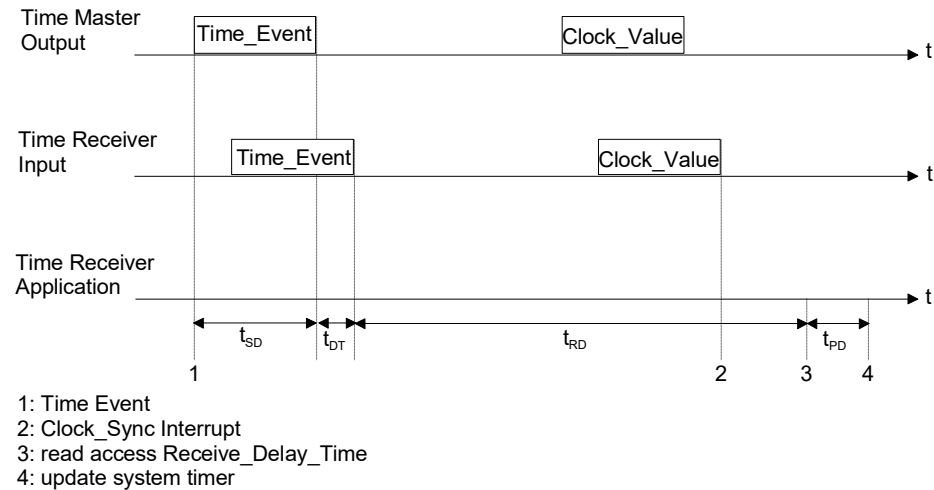 Time Master
Output
Time_Event
Clock_Value
t
Time Receiver
Input
Time_Event
Clock_Value
t
Time Receiver
Application
t
tSD
tDT
tRD
tPD
1
2
3
4
1: Time Event
2: Clock_Sync Interrupt
3: read access Receive_Delay_Time
4: update system timer